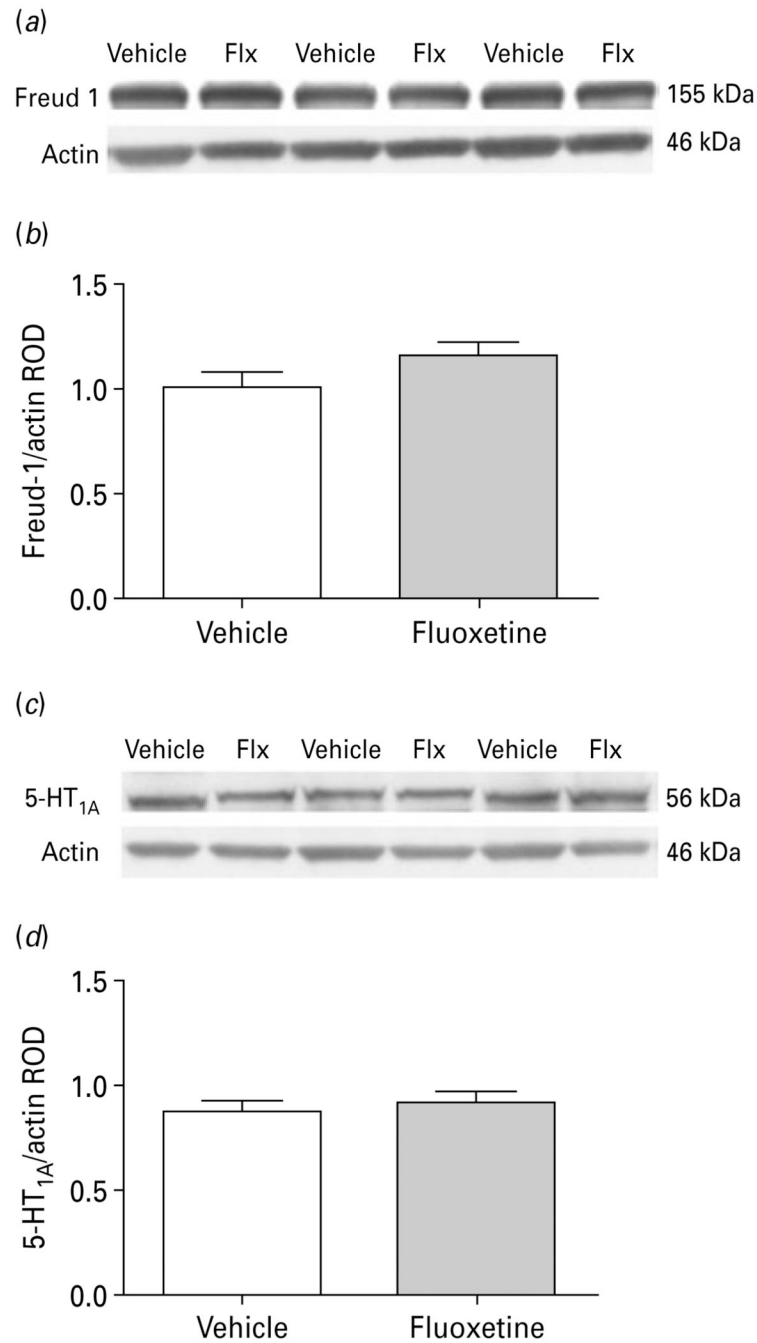 (a)
Vehicle Flx Vehicle Flx Vehicle Flx
Freud 1 155 kDa
Actin 46 kDa
(b)
Freud-1/actin ROD
1.5
1.0
0.5
0.0
Vehicle Fluoxetine
(c)
Vehicle Flx Vehicle Flx Vehicle Flx
5-HT1A 56 kDa
Actin 46 kDa
(d)
5-HT1A/actin ROD
1.5
1.0
0.5
0.0
Vehicle Fluoxetine